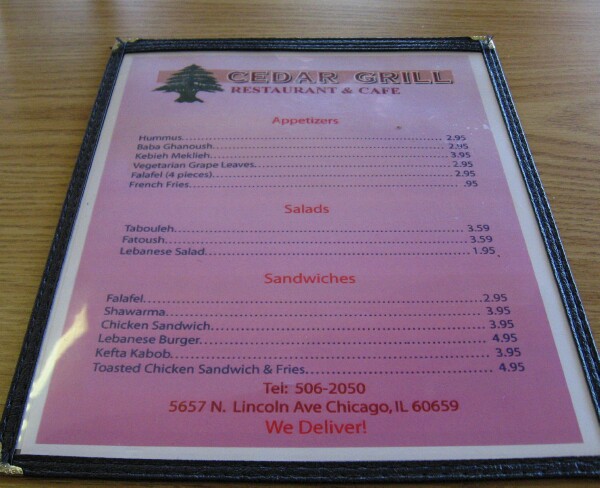 CEDAR GRILL
RESTAURANT & CAFE
Appetizers
Hummus 2.95
Baba Ghanoush 2.95
Kebieh Meklieh 3.95
Vegetarian Grape Leaves 2.95
Falafel (4 pieces) 2.95
French Fries .95
Salads
Tabouleh 3.59
Fatoush 3.59
Lebanese Salad 1.95
Sandwiches
Falafel 2.95
Shawarma 3.95
Chicken Sandwich 3.95
Lebanese Burger 4.95
Kefta Kabob 3.95
Toasted Chicken Sandwich & Fries 4.95
Tel: 506-2050
5657 N. Lincoln Ave Chicago, IL 60659
We Deliver!